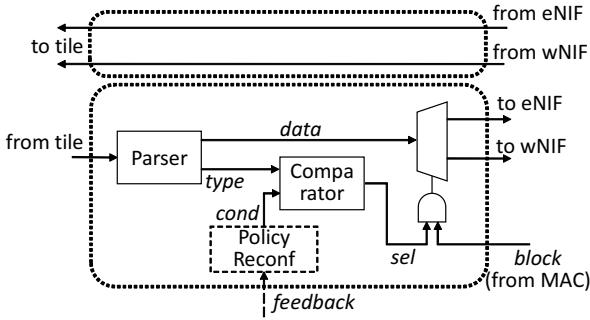 from eNIF
to tile
from wNIF
to eNIF
data
from tile
to wNIF
Parser
Compa
rator
type
cond
Policy
Reconf
sel
block
(from MAC)
feedback